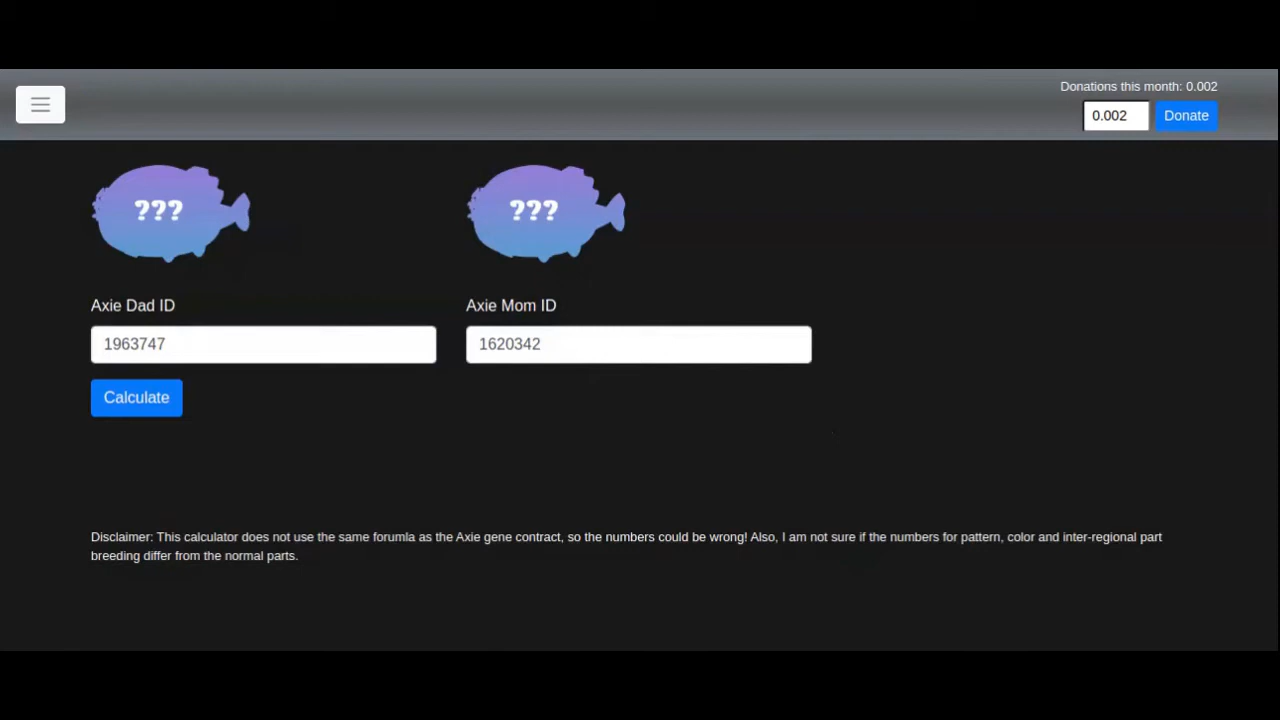 Donations this month: 0.002
0.002 Donate
??? ???
Axie Dad ID Axie Mom ID
1963747 1620342
Calculate
Disclaimer: This calculator does not use the same forumla as the Axie gene contract, so the numbers could be wrong! Also, I am not sure if the numbers for pattern, color and inter-regional part
breeding differ from the normal parts.